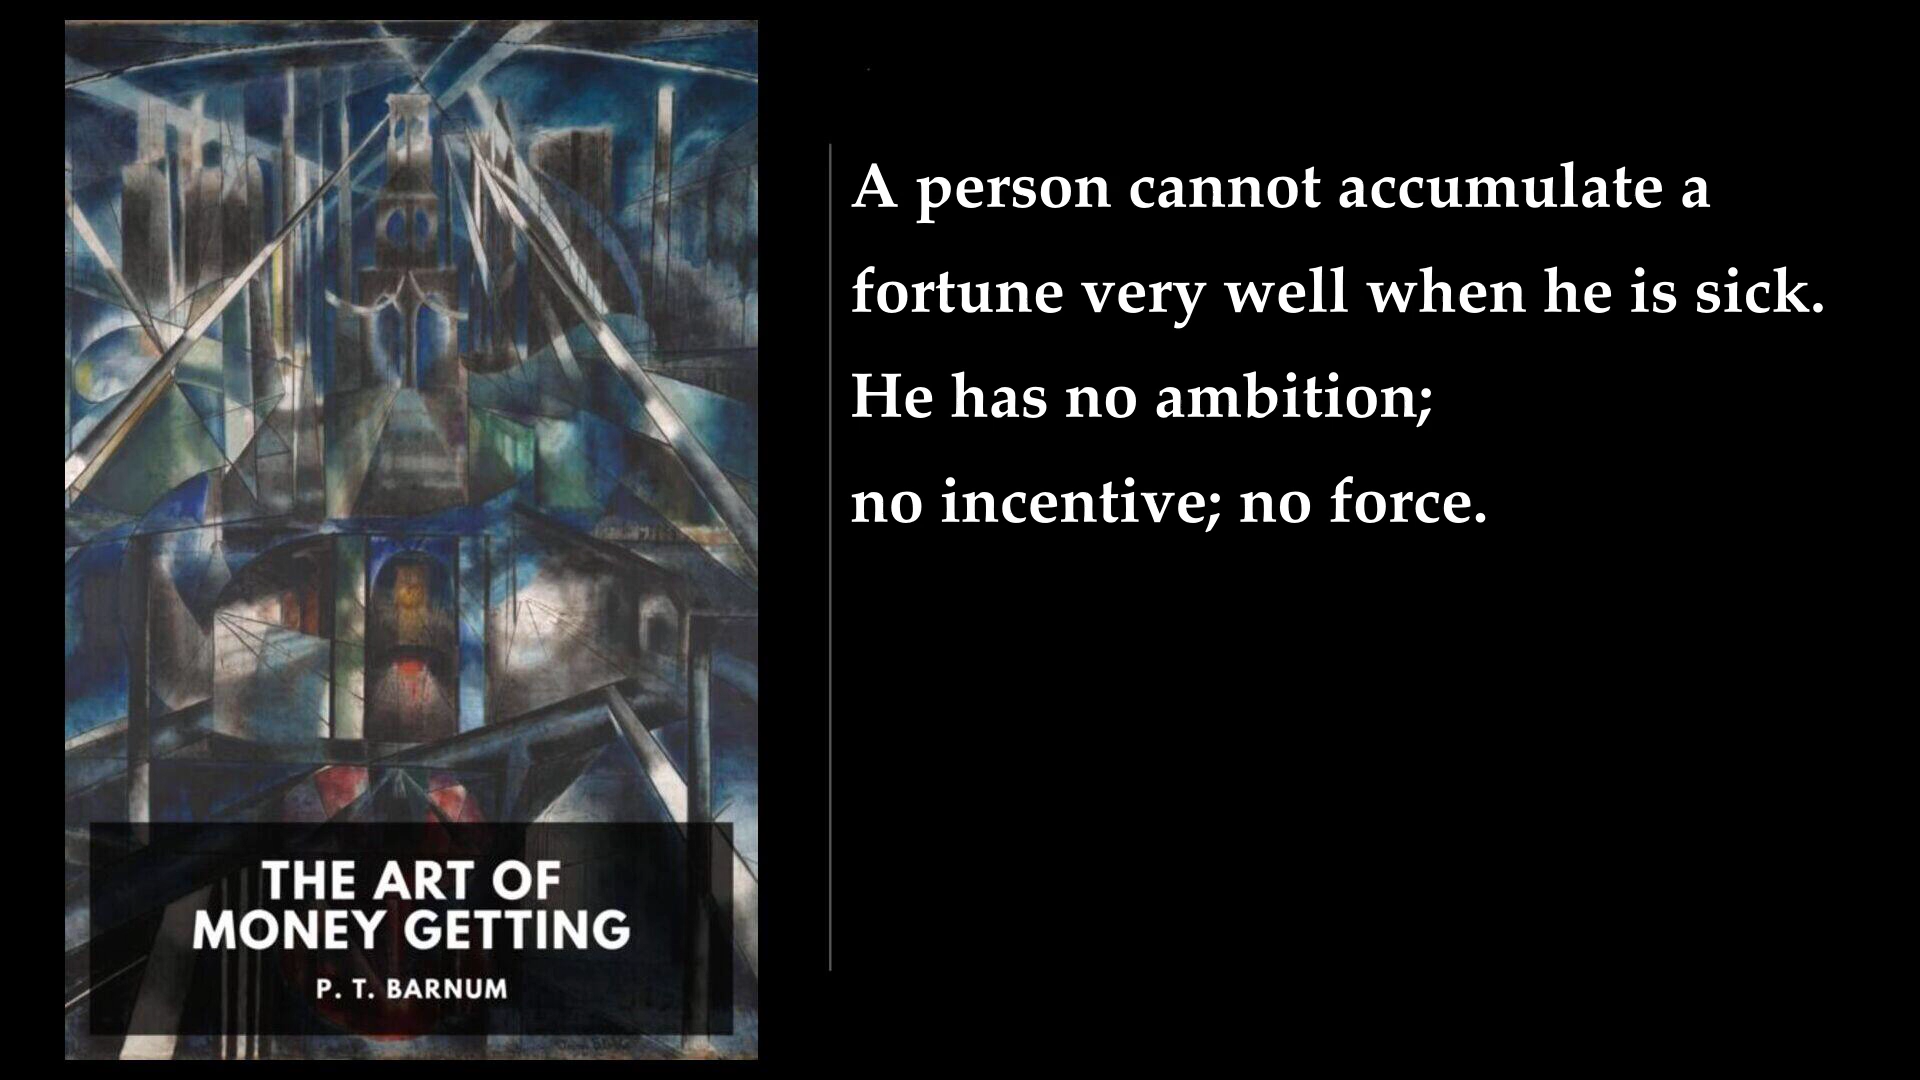 THE ART OF
MONEY GETTING
P. T. BARNUM
A person cannot accumulate a
fortune very well when he is sick.
He has no ambition;
no incentive; no force.